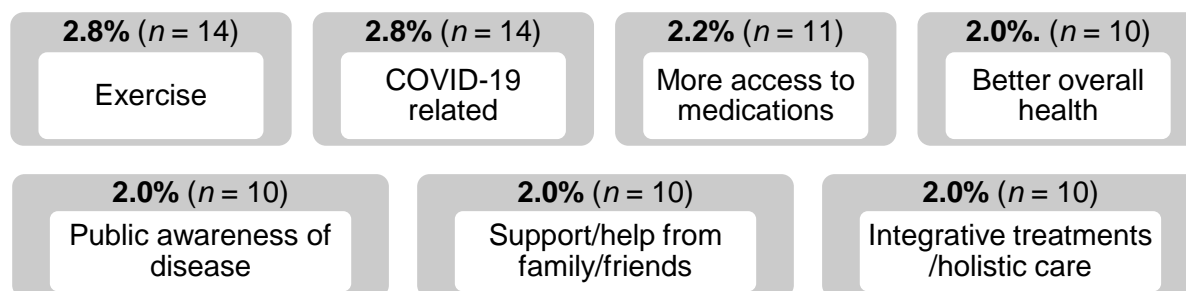 2.8% (n = 14)
Exercise
2.8% (n = 14)
COVID-19
related
2.2% (n = 11)
More access to
medications
2.0%. (n = 10)
Better overall
health
2.0% (n = 10)
Public awareness of
disease
2.0% (n = 10)
Support/help from
family/friends
2.0% (n = 10)
Integrative treatments
/holistic care